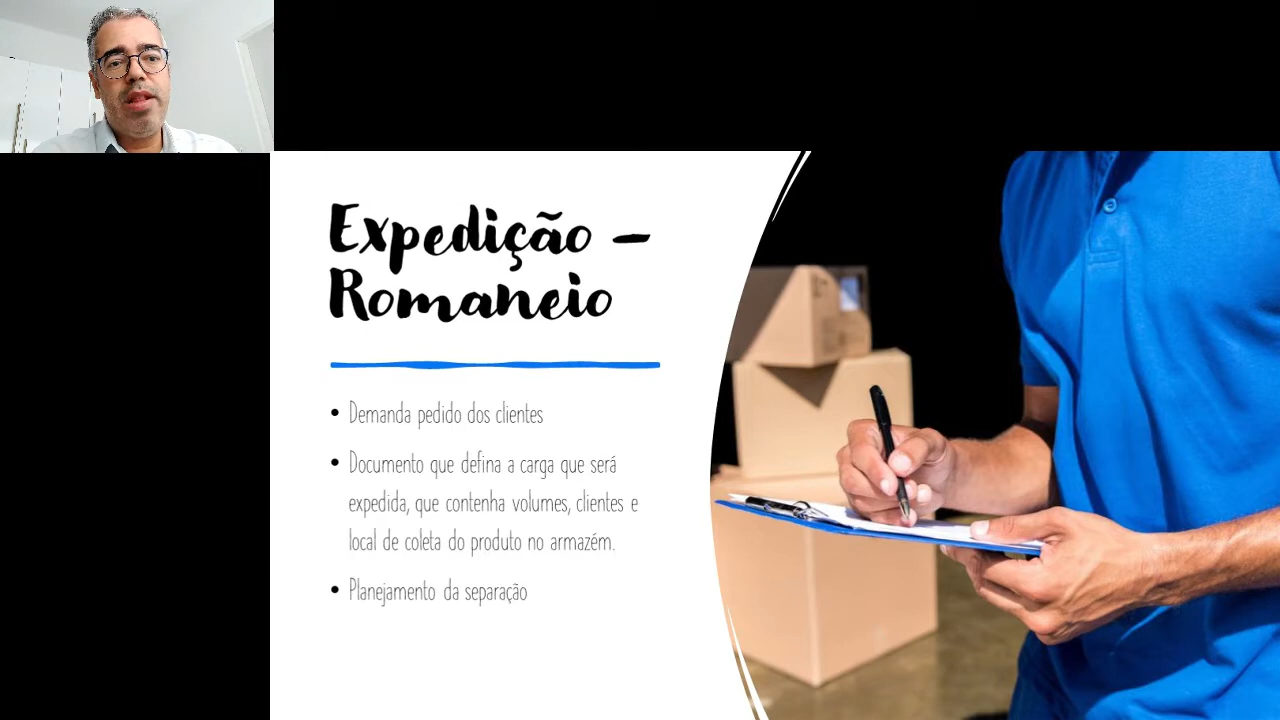 Expedição –
Romaneio
• Demanda pedido dos clientes
• Documento que defina a carga que será
expedida, que contenha volumes, clientes e
local de coleta do produto no armazém.
• Planejamento da separação